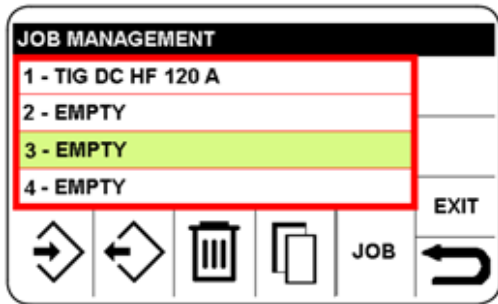 JOB MANAGEMENT
1 - TIG DC HF 120 A
2 - EMPTY
3 - EMPTY
4 - EMPTY
EXIT
JOB